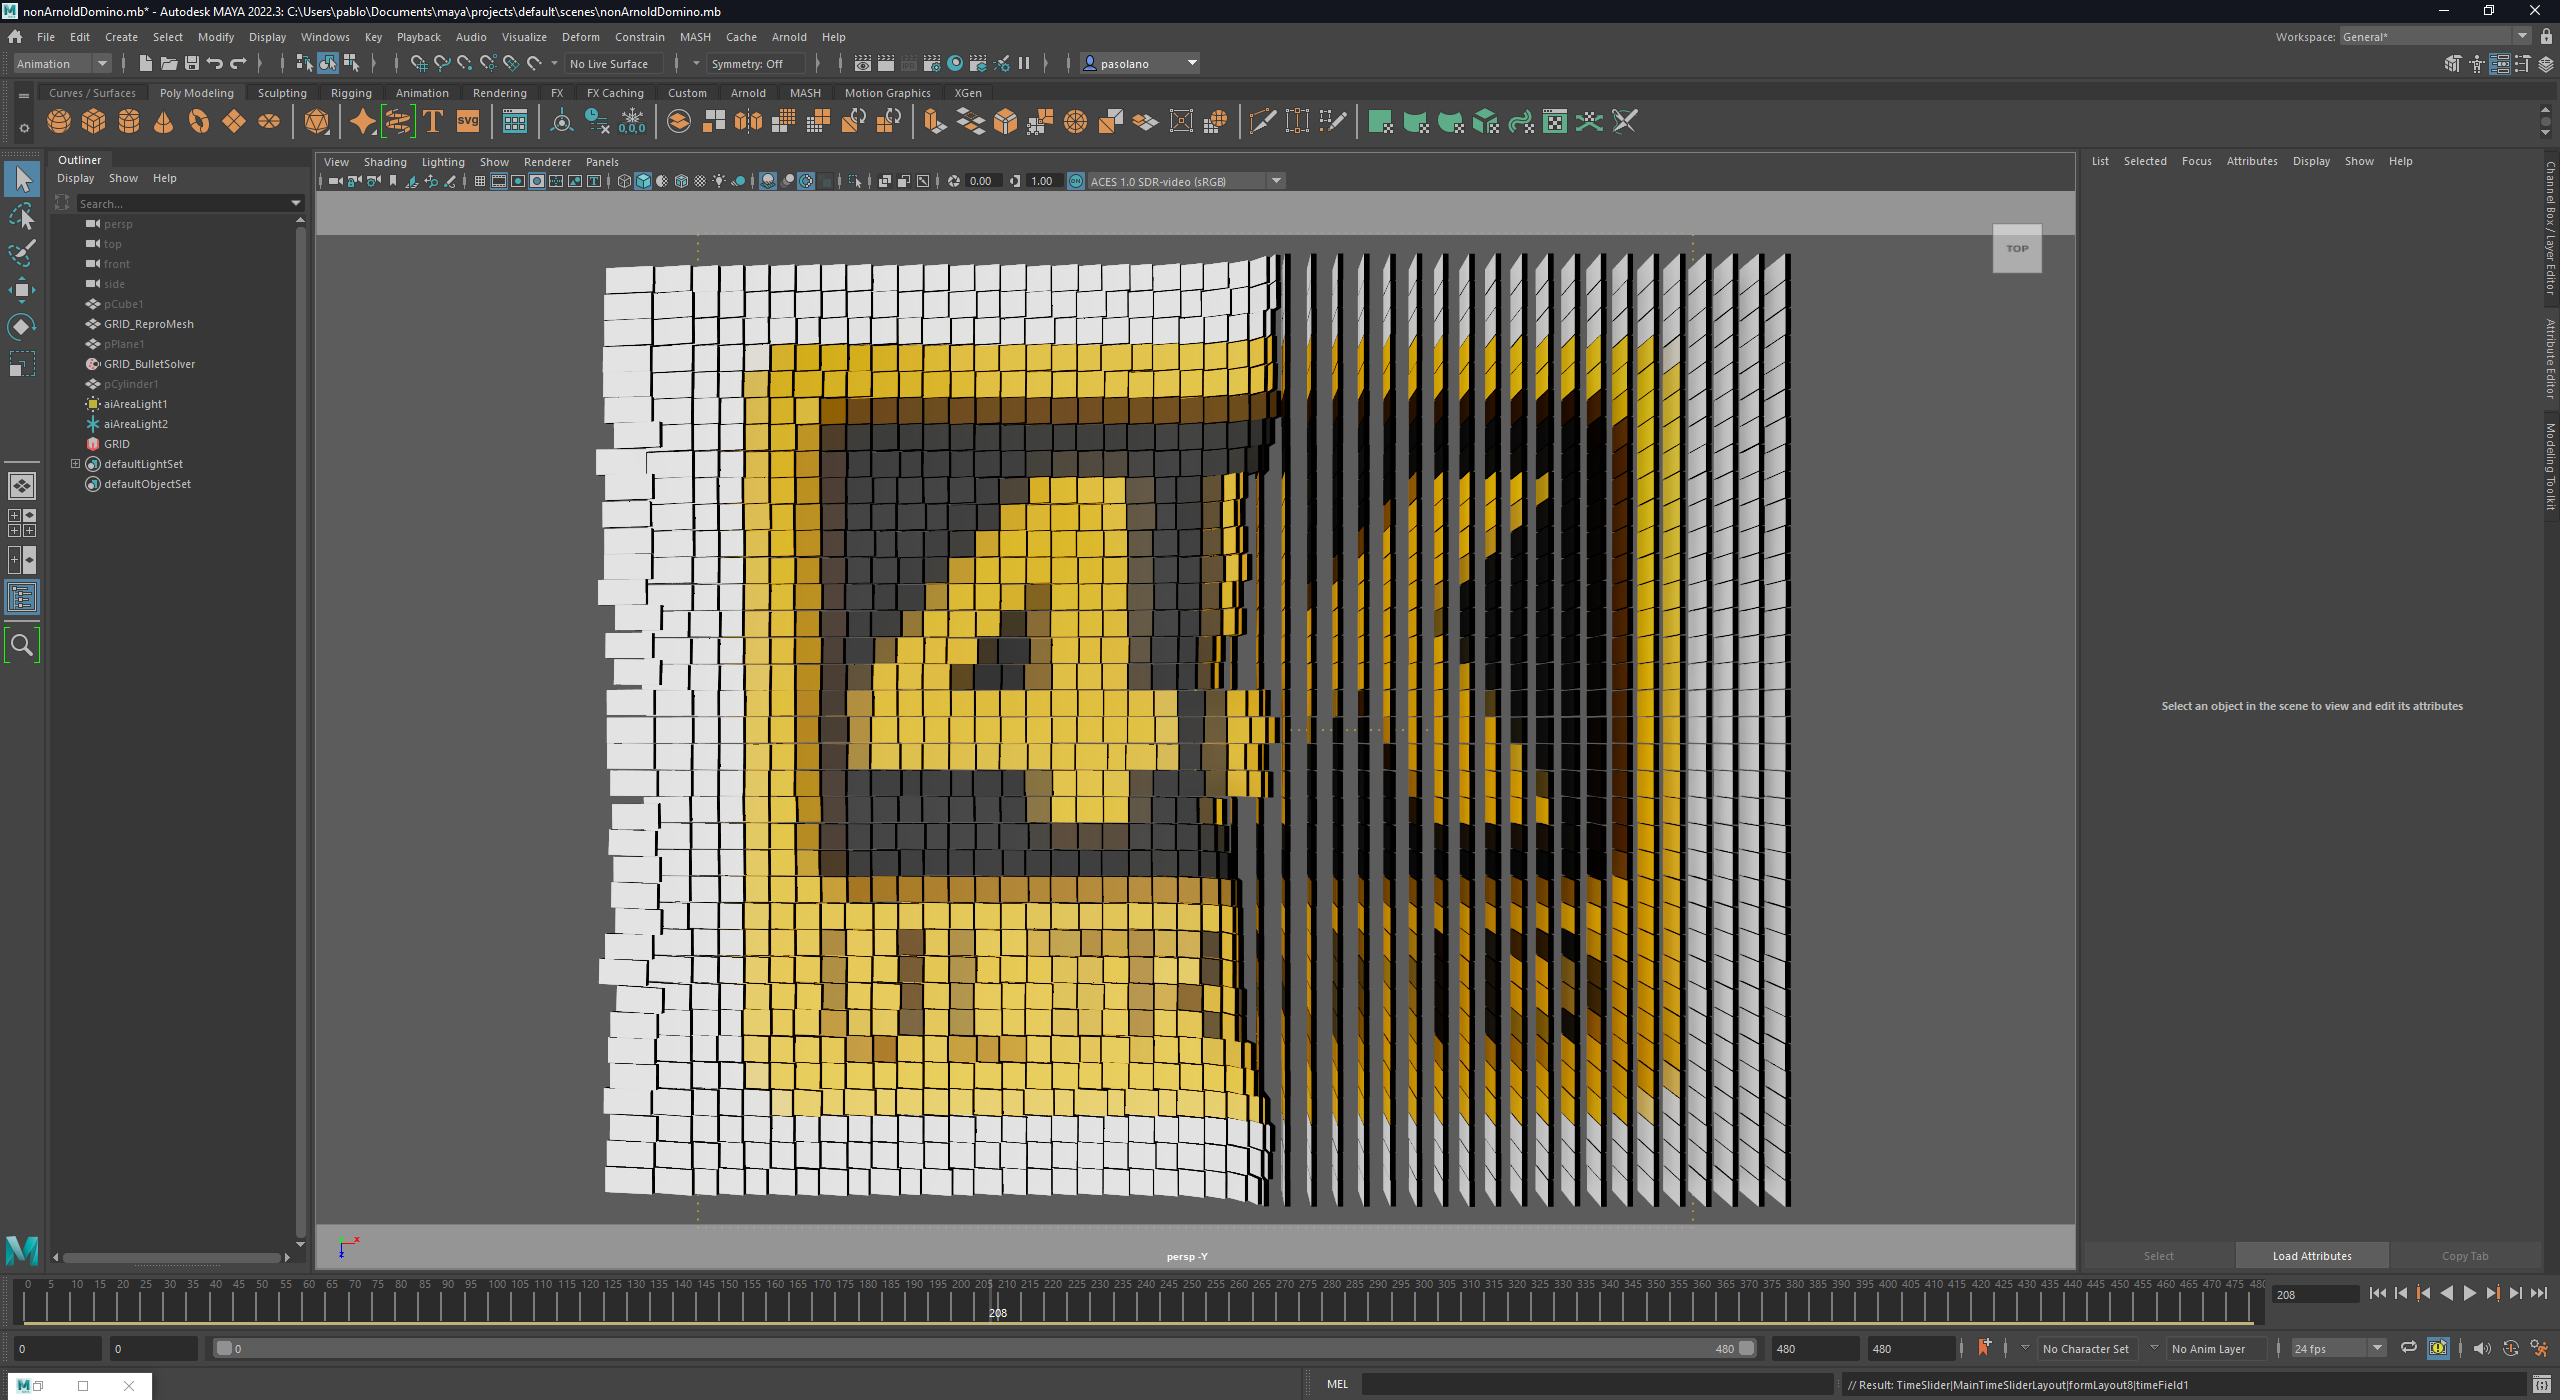 nonArnoldDomino.mb* - Autodesk MAYA 2022.3: C:\Users\pablo\Documents\maya\projects\default\scenes\nonArnoldDomino.mb
File Edit Create Select Modify Display Windows Key Playback Audio Visualize Deform Constrain MASH Cache Arnold Help
Workspace: General*
Animation No Live Surface Symmetry: Off pasolano
Curves / Surfaces Poly Modeling Sculpting Rigging Animation Rendering FX FX Caching Custom Arnold MASH Motion Graphics XGen
T svg 0,0,0
Outliner
View Shading Lighting Show Renderer Panels
List Selected Focus Attributes Display Show Help
Display Show Help
0.00 1.00 ACES 1.0 SDR-video (sRGB)
Search...
persp
top
front
side
pCube1
GRID_ReproMesh
pPlane1
GRID_BulletSolver
pCylinder1
aiAreaLight1
aiAreaLight2
GRID
defaultLightSet
defaultObjectSet
TOP
Channel Box / Layer Editor
Attribute Editor
Modeling Toolkit
Select an object in the scene to view and edit its attributes
persp -Y
Select Load Attributes Copy Tab
0 5 10 15 20 25 30 35 40 45 50 55 60 65 70 75 80 85 90 95 100 105 110 115 120 125 130 135 140 145 150 155 160 165 170 175 180 185 190 195 200 205 210 215 220 225 230 235 240 245 250 255 260 265 270 275 280 285 290 295 300 305 310 315 320 325 330 335 340 345 350 355 360 365 370 375 380 385 390 395 400 405 410 415 420 425 430 435 440 445 450 455 460 465 470 475 480
208
208
0 0 0 480 480 480 No Character Set No Anim Layer 24 fps
MEL // Result: TimeSlider|MainTimeSliderLayout|formLayout8|timeField1